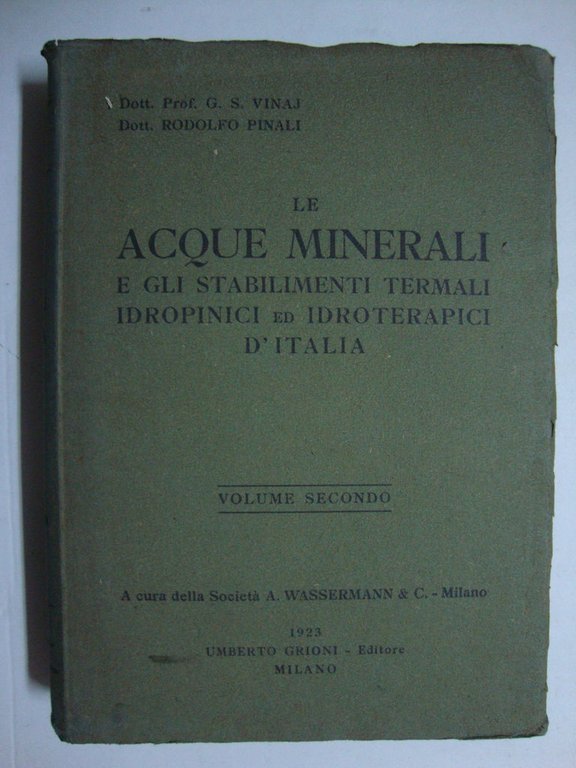 Dott. Prof. G. S. VINAJ
Dott. RODOLFO PINALI
LE
ACQUE MINERALI
E GLI STABILIMENTI TERMALI
IDROPINICI ED IDROTERAPICI
D'ITALIA
VOLUME SECONDO
A cura della Società A. WASSERMANN & C. - Milano
1923
UMBERTO GRIONI - Editore
MILANO